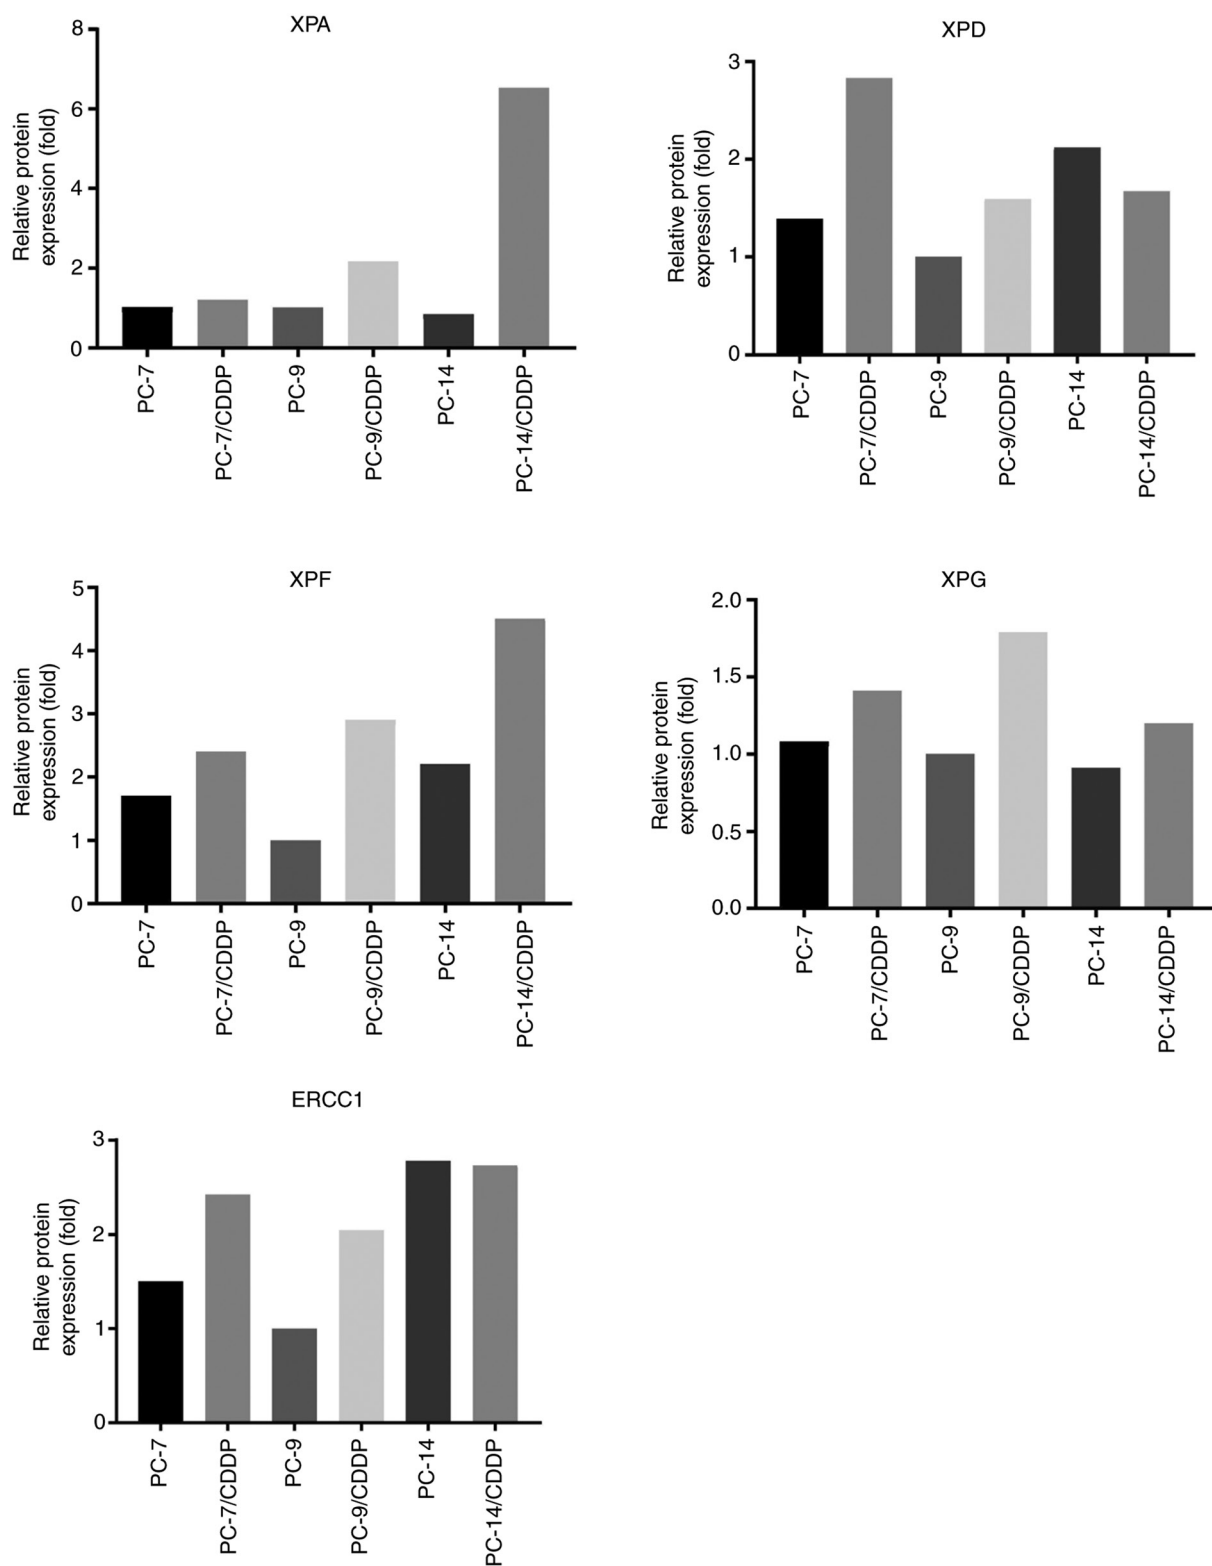 XPA
Relative protein
expression (fold)
8
6
4
2
0
PC-7
PC-7/CDDP
PC-9
PC-9/CDDP
PC-14
PC-14/CDDP
XPD
Relative protein
expression (fold)
3
2
1
0
PC-7
PC-7/CDDP
PC-9
PC-9/CDDP
PC-14
PC-14/CDDP
XPF
Relative protein
expression (fold)
5
4
3
2
1
0
PC-7
PC-7/CDDP
PC-9
PC-9/CDDP
PC-14
PC-14/CDDP
XPG
Relative protein
expression (fold)
2.0
1.5
1.0
0.5
0.0
PC-7
PC-7/CDDP
PC-9
PC-9/CDDP
PC-14
PC-14/CDDP
ERCC1
Relative protein
expression (fold)
3
2
1
0
PC-7
PC-7/CDDP
PC-9
PC-9/CDDP
PC-14
PC-14/CDDP